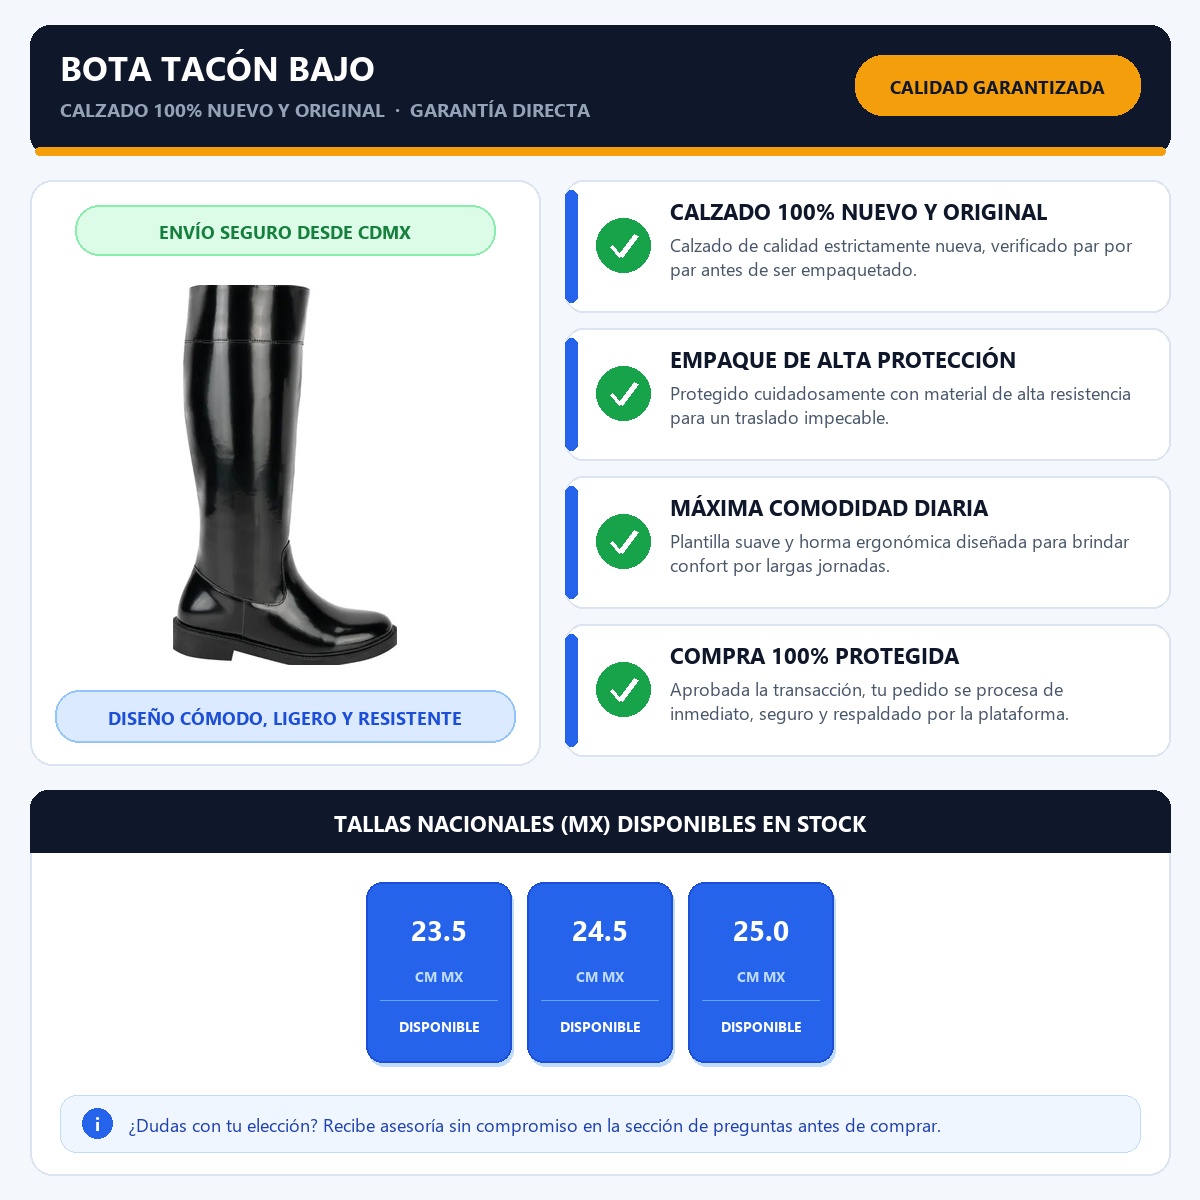 BOTA TACÓN BAJO
CALZADO 100% NUEVO Y ORIGINAL · GARANTÍA DIRECTA
CALIDAD GARANTIZADA
ENVÍO SEGURO DESDE CDMX
DISEÑO CÓMODO, LIGERO Y RESISTENTE
CALZADO 100% NUEVO Y ORIGINAL
Calzado de calidad estrictamente nueva, verificado par por
par antes de ser empaquetado.
EMPAQUE DE ALTA PROTECCIÓN
Protegido cuidadosamente con material de alta resistencia
para un traslado impecable.
MÁXIMA COMODIDAD DIARIA
Plantilla suave y horma ergonómica diseñada para brindar
confort por largas jornadas.
COMPRA 100% PROTEGIDA
Aprobada la transacción, tu pedido se procesa de
inmediato, seguro y respaldado por la plataforma.
TALLAS NACIONALES (MX) DISPONIBLES EN STOCK
23.5
CM MX
DISPONIBLE
24.5
CM MX
DISPONIBLE
25.0
CM MX
DISPONIBLE
¿Dudas con tu elección? Recibe asesoría sin compromiso en la sección de preguntas antes de comprar.